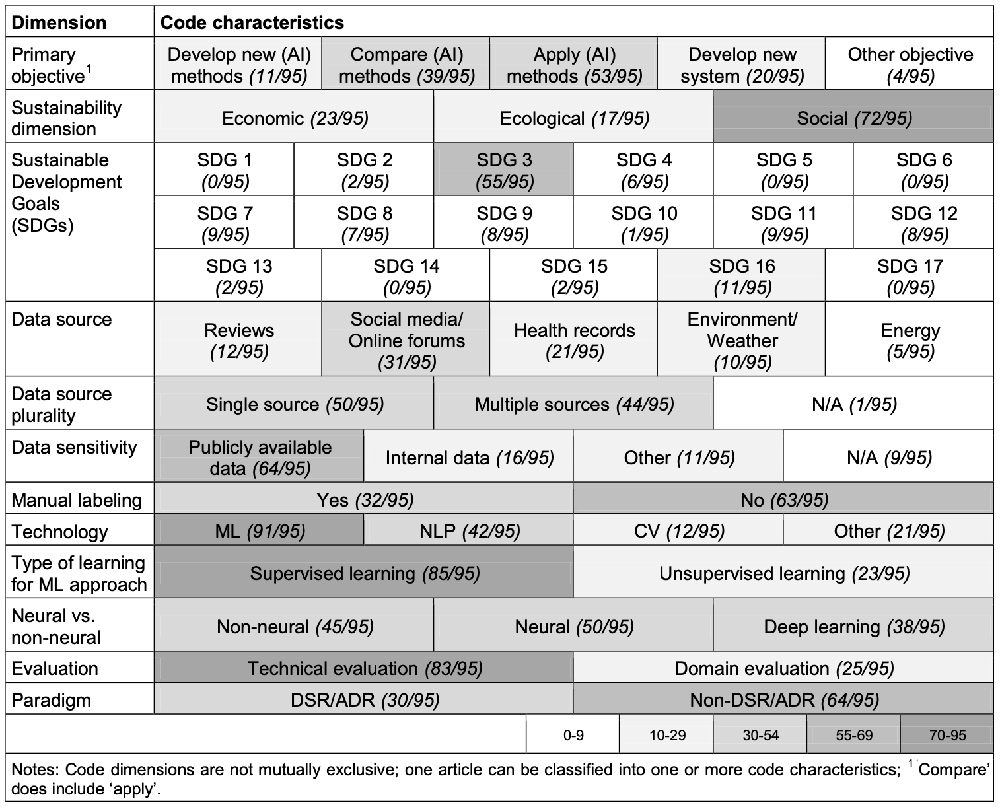 Dimension
Code characteristics
Primary
objective1
Develop new (AI)
methods (11/95)
Compare (AI)
methods (39/95)
Apply (AI)
methods (53/95)
Develop new
system (20/95)
Other objective
(4/95)
Sustainability
dimension
Economic (23/95)
Ecological (17/95)
Social (72/95)
Sustainable
Development
Goals
(SDGs)
SDG 1
(0/95)
SDG 2
(2/95)
SDG 3
(55/95)
SDG 4
(6/95)
SDG 5
(0/95)
SDG 6
(0/95)
SDG 7
(9/95)
SDG 8
(7/95)
SDG 9
(8/95)
SDG 10
(1/95)
SDG 11
(9/95)
SDG 12
(8/95)
SDG 13
(2/95)
SDG 14
(0/95)
SDG 15
(2/95)
SDG 16
(11/95)
SDG 17
(0/95)
Data source
Reviews
(12/95)
Social media/
Online forums
(31/95)
Health records
(21/95)
Environment/
Weather
(10/95)
Energy
(5/95)
Data source
plurality
Single source (50/95)
Multiple sources (44/95)
N/A (1/95)
Data sensitivity
Publicly available
data (64/95)
Internal data (16/95)
Other (11/95)
N/A (9/95)
Manual labeling
Yes (32/95)
No (63/95)
Technology
ML (91/95)
NLP (42/95)
CV (12/95)
Other (21/95)
Type of learning
for ML approach
Supervised learning (85/95)
Unsupervised learning (23/95)
Neural vs.
non-neural
Non-neural (45/95)
Neural (50/95)
Deep learning (38/95)
Evaluation
Technical evaluation (83/95)
Domain evaluation (25/95)
Paradigm
DSR/ADR (30/95)
Non-DSR/ADR (64/95)
0-9
10-29
30-54
55-69
70-95
Notes: Code dimensions are not mutually exclusive; one article can be classified into one or more code characteristics; 1 'Compare'
does include 'apply'.